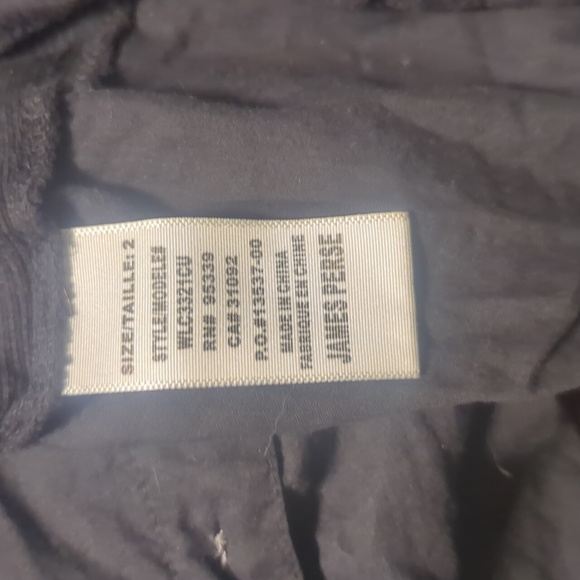 SIZE/TAILLE: 2
STYLE/MODELES
WLC3321CU
RN# 95339
CA# 31092
P.O.#13537-00
MADE IN CHINA
FABRIQUE EN CHINE
JAMES PERSE